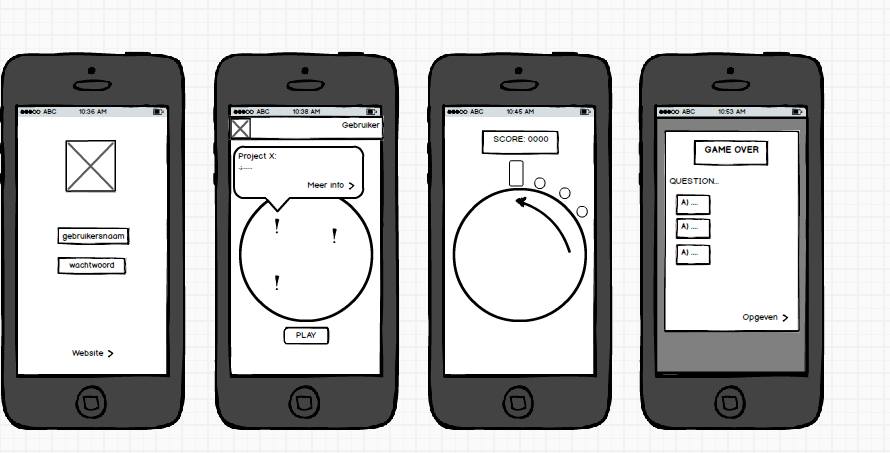 ABC 10:36 AM
gebruikersnaam
wachtwoord
Website
ABC 10:38 AM
Gebruiker
Project X:
Meer info
!
!
!
PLAY
ABC 10:45 AM
SCORE: 0000
ABC 10:53 AM
GAME OVER
QUESTION...
A) ....
A) ....
A) ....
Opgeven